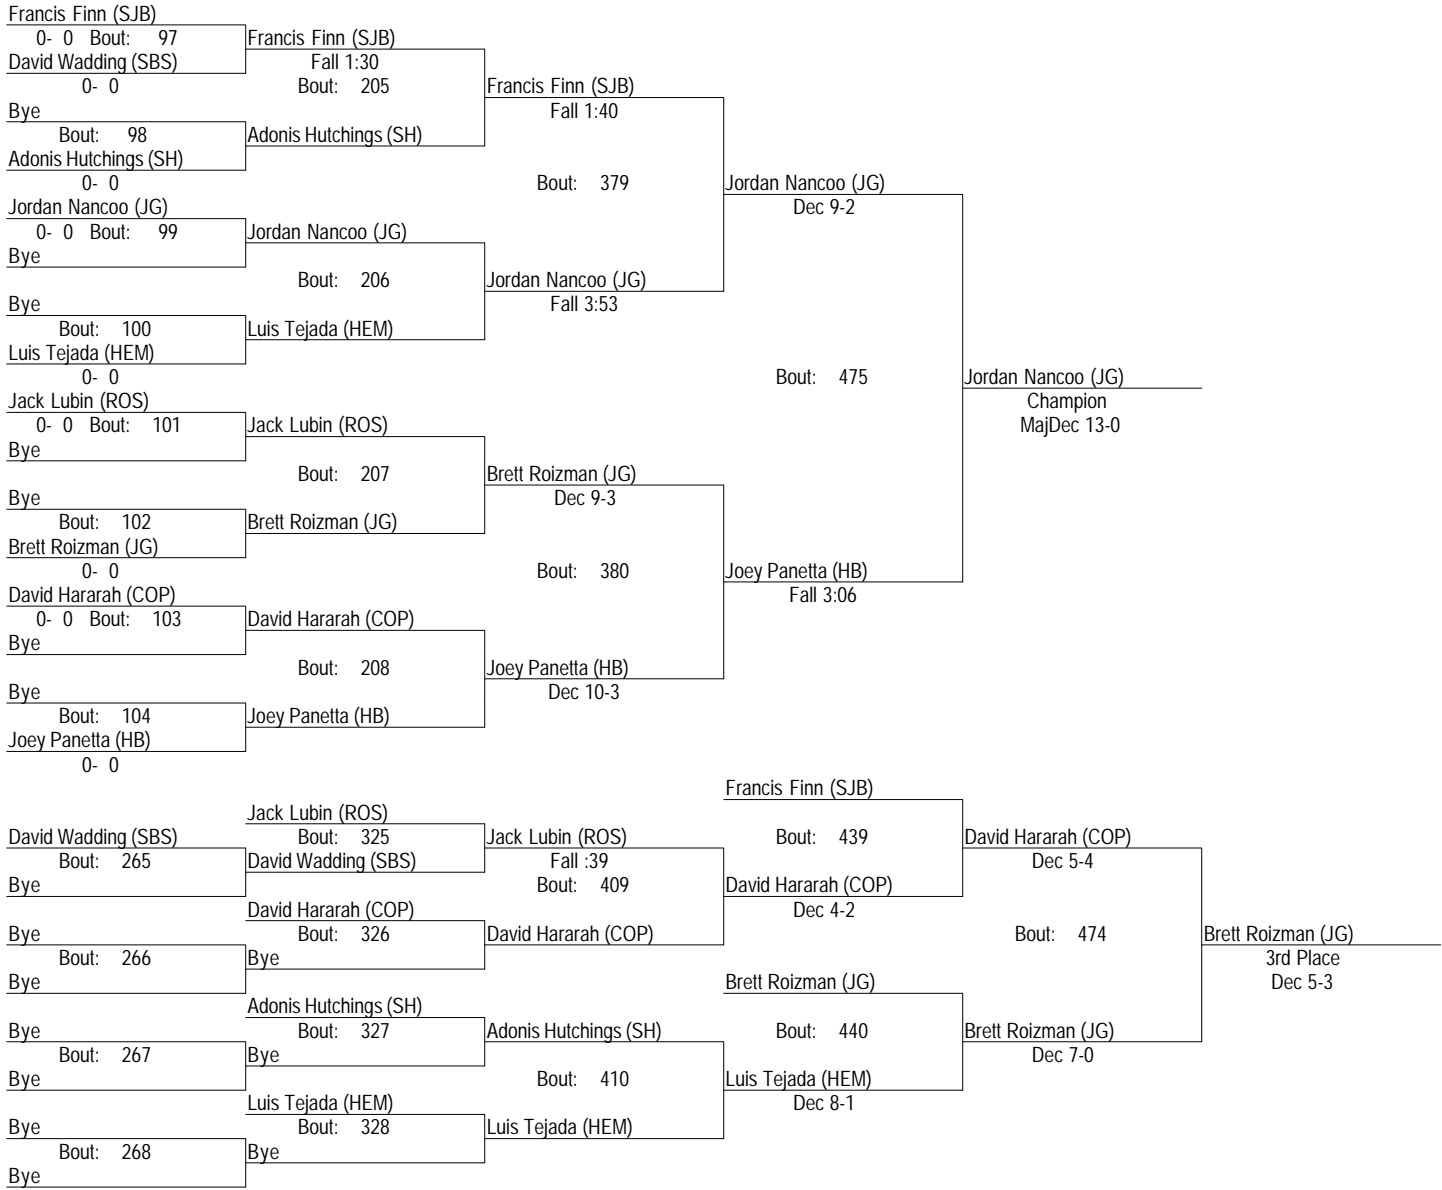 Francis Finn (SJB)
0- 0 Bout: 97
Francis Finn (SJB)
David Wadding (SBS)
Fall 1:30
0- 0
Bout: 205
Francis Finn (SJB)
Bye
Fall 1:40
Bout: 98
Adonis Hutchings (SH)
Adonis Hutchings (SH)
0- 0
Bout: 379
Jordan Nancoo (JG)
Jordan Nancoo (JG)
Dec 9-2
0- 0 Bout: 99
Jordan Nancoo (JG)
Bye
Bout: 206
Jordan Nancoo (JG)
Bye
Fall 3:53
Bout: 100
Luis Tejada (HEM)
Luis Tejada (HEM)
0- 0
Bout: 475
Jordan Nancoo (JG)
Jack Lubin (ROS)
Champion
0- 0 Bout: 101
Jack Lubin (ROS)
MajDec 13-0
Bye
Bout: 207
Brett Roizman (JG)
Bye
Dec 9-3
Bout: 102
Brett Roizman (JG)
Brett Roizman (JG)
0- 0
Bout: 380
Joey Panetta (HB)
David Hararah (COP)
Fall 3:06
0- 0 Bout: 103
David Hararah (COP)
Bye
Bout: 208
Joey Panetta (HB)
Bye
Dec 10-3
Bout: 104
Joey Panetta (HB)
Joey Panetta (HB)
0- 0
Francis Finn (SJB)
Jack Lubin (ROS)
David Wadding (SBS)
Bout: 325
Jack Lubin (ROS)
Bout: 439
David Hararah (COP)
Bout: 265
David Wadding (SBS)
Fall :39
Dec 5-4
Bye
Bout: 409
David Hararah (COP)
David Hararah (COP)
Dec 4-2
Bye
Bout: 326
David Hararah (COP)
Bout: 474
Brett Roizman (JG)
Bout: 266
Bye
3rd Place
Bye
Brett Roizman (JG)
Dec 5-3
Adonis Hutchings (SH)
Bye
Bout: 327
Adonis Hutchings (SH)
Bout: 440
Brett Roizman (JG)
Bout: 267
Bye
Dec 7-0
Bye
Bout: 410
Luis Tejada (HEM)
Luis Tejada (HEM)
Dec 8-1
Bye
Bout: 328
Luis Tejada (HEM)
Bout: 268
Bye
Bye